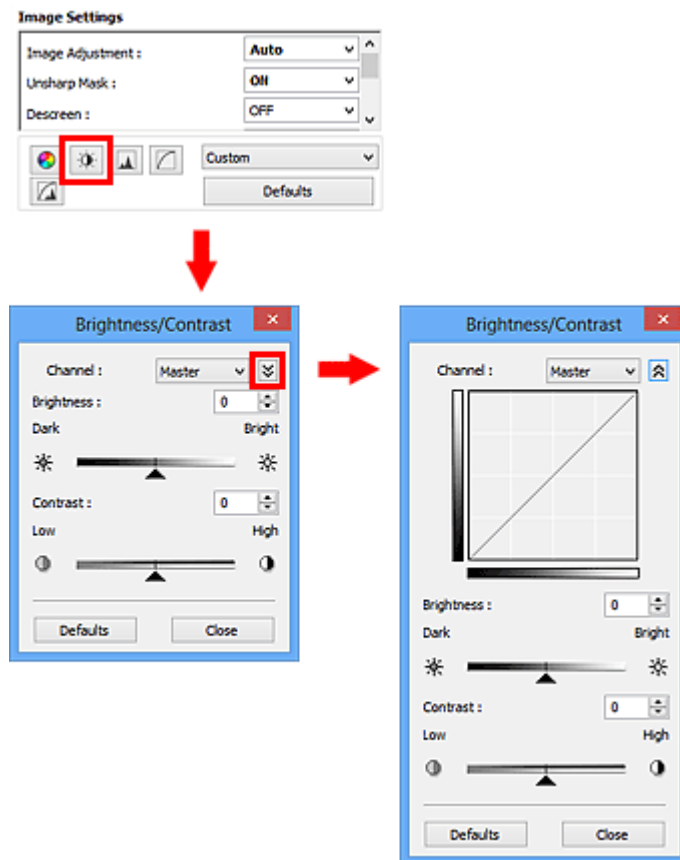 Image Settings
Image Adjustment : Auto
Unsharp Mask : ON
Descreen : OFF
Custom
Defaults
Brightness/Contrast
Channel : Master
Brightness : 0
Dark Bright
Contrast : 0
Low High
Defaults Close
Brightness/Contrast
Channel : Master
Brightness : 0
Dark Bright
Contrast : 0
Low High
Defaults Close